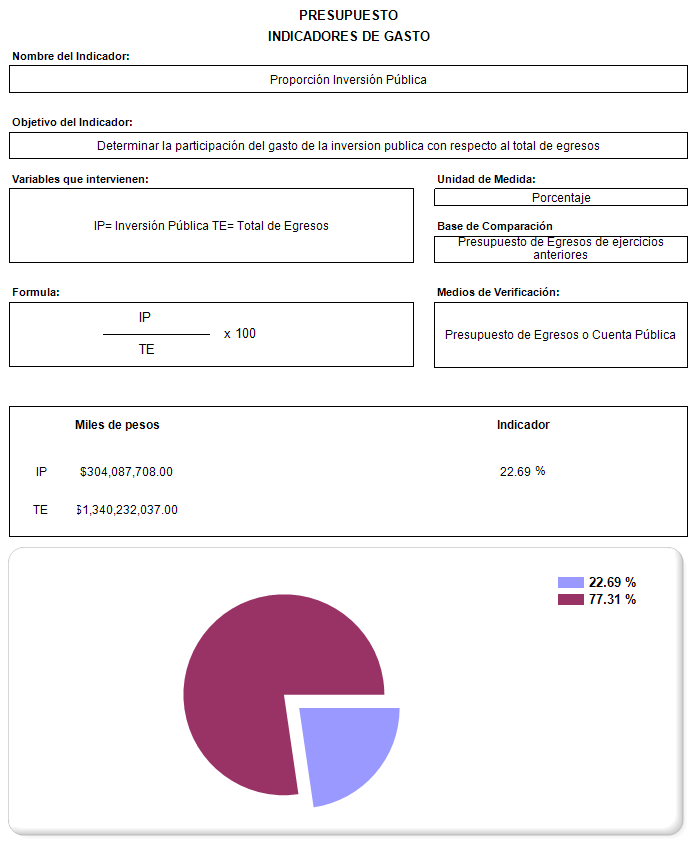 PRESUPUESTO
INDICADORES DE GASTO
Nombre del Indicador:
Proporción Inversión Pública
Objetivo del Indicador:
Determinar la participación del gasto de la inversion publica con respecto al total de egresos
Variables que intervienen:
IP= Inversión Pública TE= Total de Egresos
Unidad de Medida:
Porcentaje
Base de Comparación
Presupuesto de Egresos de ejercicios
anteriores
Formula:
IP
x 100
TE
Medios de Verificación:
Presupuesto de Egresos o Cuenta Pública
Miles de pesos Indicador
IP $304,087,708.00 22.69 %
TE $1,340,232,037.00
22.69 %
77.31 %